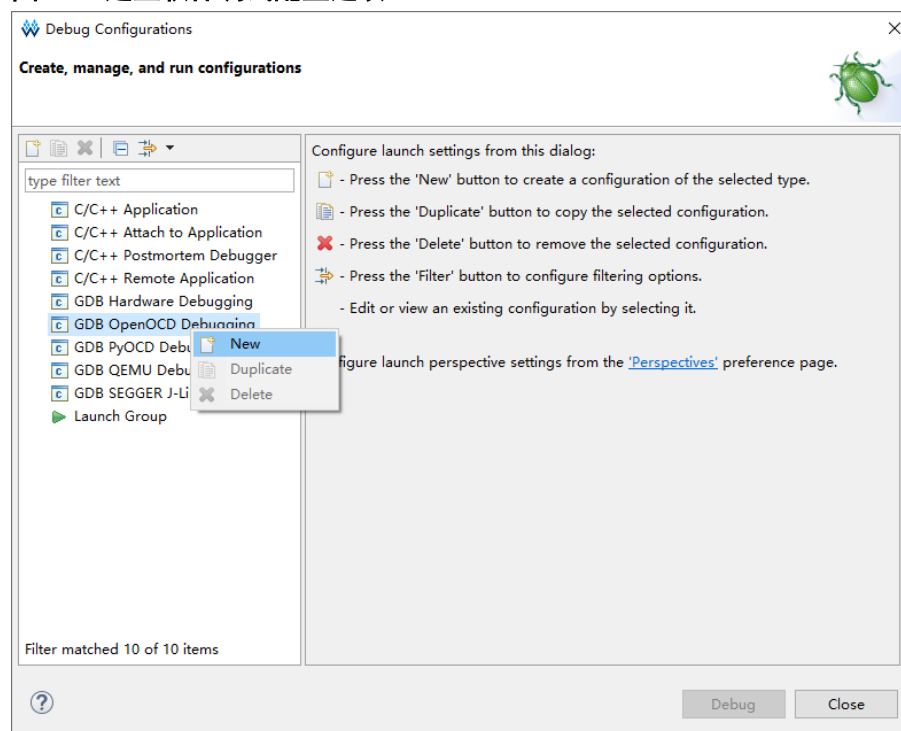 Debug Configurations
Create, manage, and run configurations
type filter text
C/C++ Application
C/C++ Attach to Application
C/C++ Postmortem Debugger
C/C++ Remote Application
GDB Hardware Debugging
GDB OpenOCD Debugging
GDB PyOCD Debu
GDB QEMU Debu
GDB SEGGER J-Li
Launch Group
New
Duplicate
Delete
Filter matched 10 of 10 items
Configure launch settings from this dialog:
- Press the 'New' button to create a configuration of the selected type.
- Press the 'Duplicate' button to copy the selected configuration.
- Press the 'Delete' button to remove the selected configuration.
- Press the 'Filter' button to configure filtering options.
- Edit or view an existing configuration by selecting it.
figure launch perspective settings from the 'Perspectives' preference page.
Debug
Close